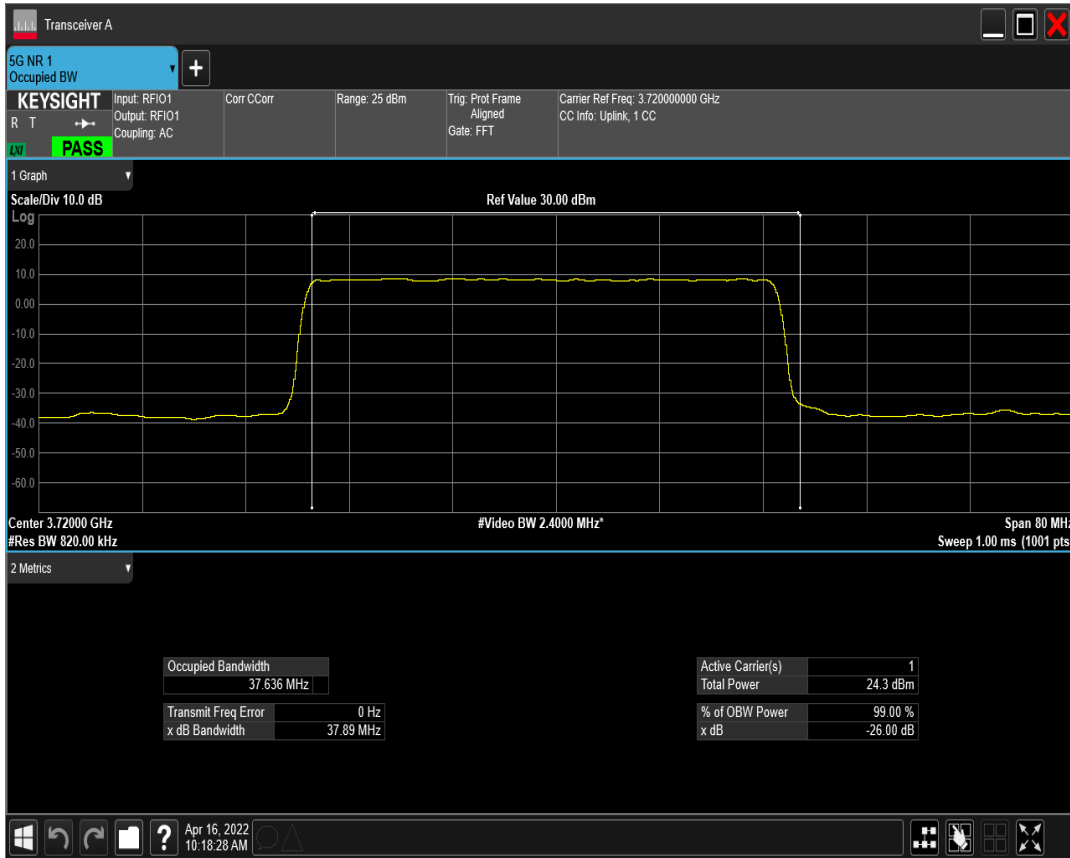 Transceiver A
5G NR 1
Occupied BW
KEYSIGHT
R T
LXI
PASS
Input: RFIO1
Output: RFIO1
Coupling: AC
Corr CCorr
Range: 25 dBm
Trig: Prot Frame
Aligned
Gate: FFT
Carrier Ref Freq: 3.720000000 GHz
CC Info: Uplink, 1 CC
1 Graph
Scale/Div 10.0 dB
Ref Value 30.00 dBm
Log
20.0
10.0
0.00
-10.0
-20.0
-30.0
-40.0
-50.0
-60.0
Center 3.72000 GHz
#Video BW 2.4000 MHz*
Span 80 MHz
#Res BW 820.00 kHz
Sweep 1.00 ms (1001 pts
2 Metrics
Occupied Bandwidth
37.636 MHz
Transmit Freq Error 0 Hz
x dB Bandwidth 37.89 MHz
Active Carrier(s) 1
Total Power 24.3 dBm
% of OBW Power 99.00 %
x dB -26.00 dB
?
Apr 16, 2022
10:18:28 AM